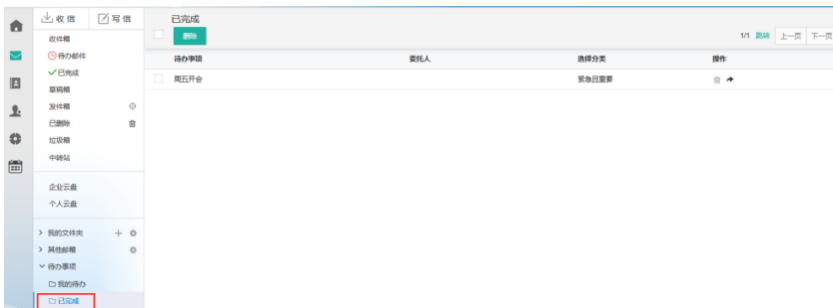 收信 写信
收件箱
待办邮件
已完成
草稿箱
发件箱
已删除
垃圾箱
中转站
企业云盘
个人云盘
我的文件夹
其他邮箱
待办事项
我的待办
已完成
已完成
删除
1/1 跳转 上一页 下一页
待办事项 委托人 选择分类 操作
周五开会 紧急且重要